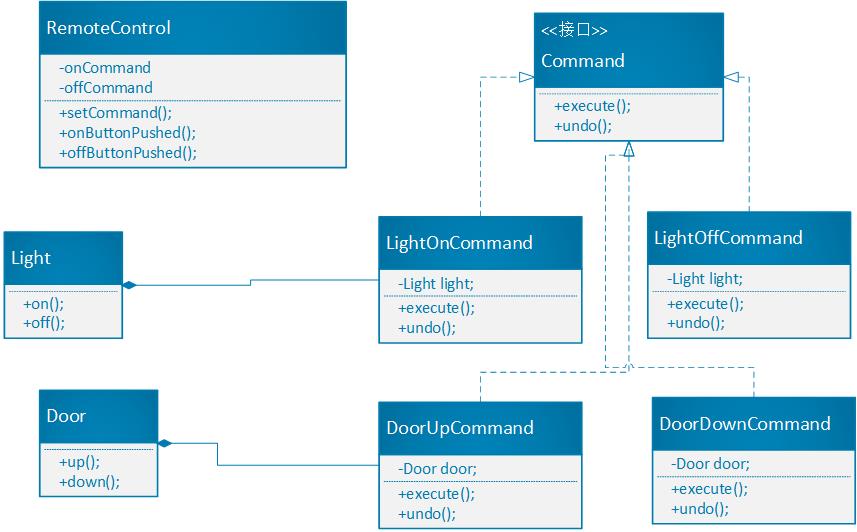 RemoteControl
-onCommand
-offCommand
+setCommand();
+onButtonPushed();
+offButtonPushed();
<<接口>>
Command
+execute();
+undo();
Light
+on();
+off();
LightOnCommand
-Light light;
+execute();
+undo();
LightOffCommand
-Light light;
+execute();
+undo();
Door
+up();
+down();
DoorUpCommand
-Door door;
+execute();
+undo();
DoorDownCommand
-Door door;
+execute();
+undo();